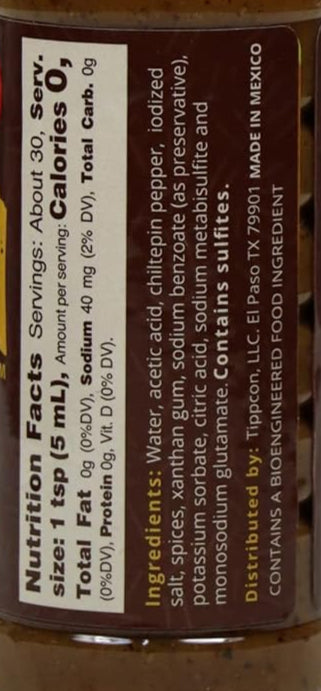 Nutrition Facts Servings: About 30, Serv.
size: 1 tsp (5 mL), Amount per serving: Calories 0,
Total Fat 0g (0%DV), Sodium 40 mg (2% DV), Total Carb. 0g
(0%DV), Protein 0g, Vit. D (0% DV).
Ingredients: Water, acetic acid, chiltepin pepper, iodized
salt, spices, xanthan gum, sodium benzoate (as preservative),
potassium sorbate, citric acid, sodium metabisulfite and
monosodium glutamate. Contains sulfites.
Distributed by: Tippcon, LLC. El Paso TX 79901 MADE IN MEXICO
CONTAINS A BIOENGINEERED FOOD INGREDIENT